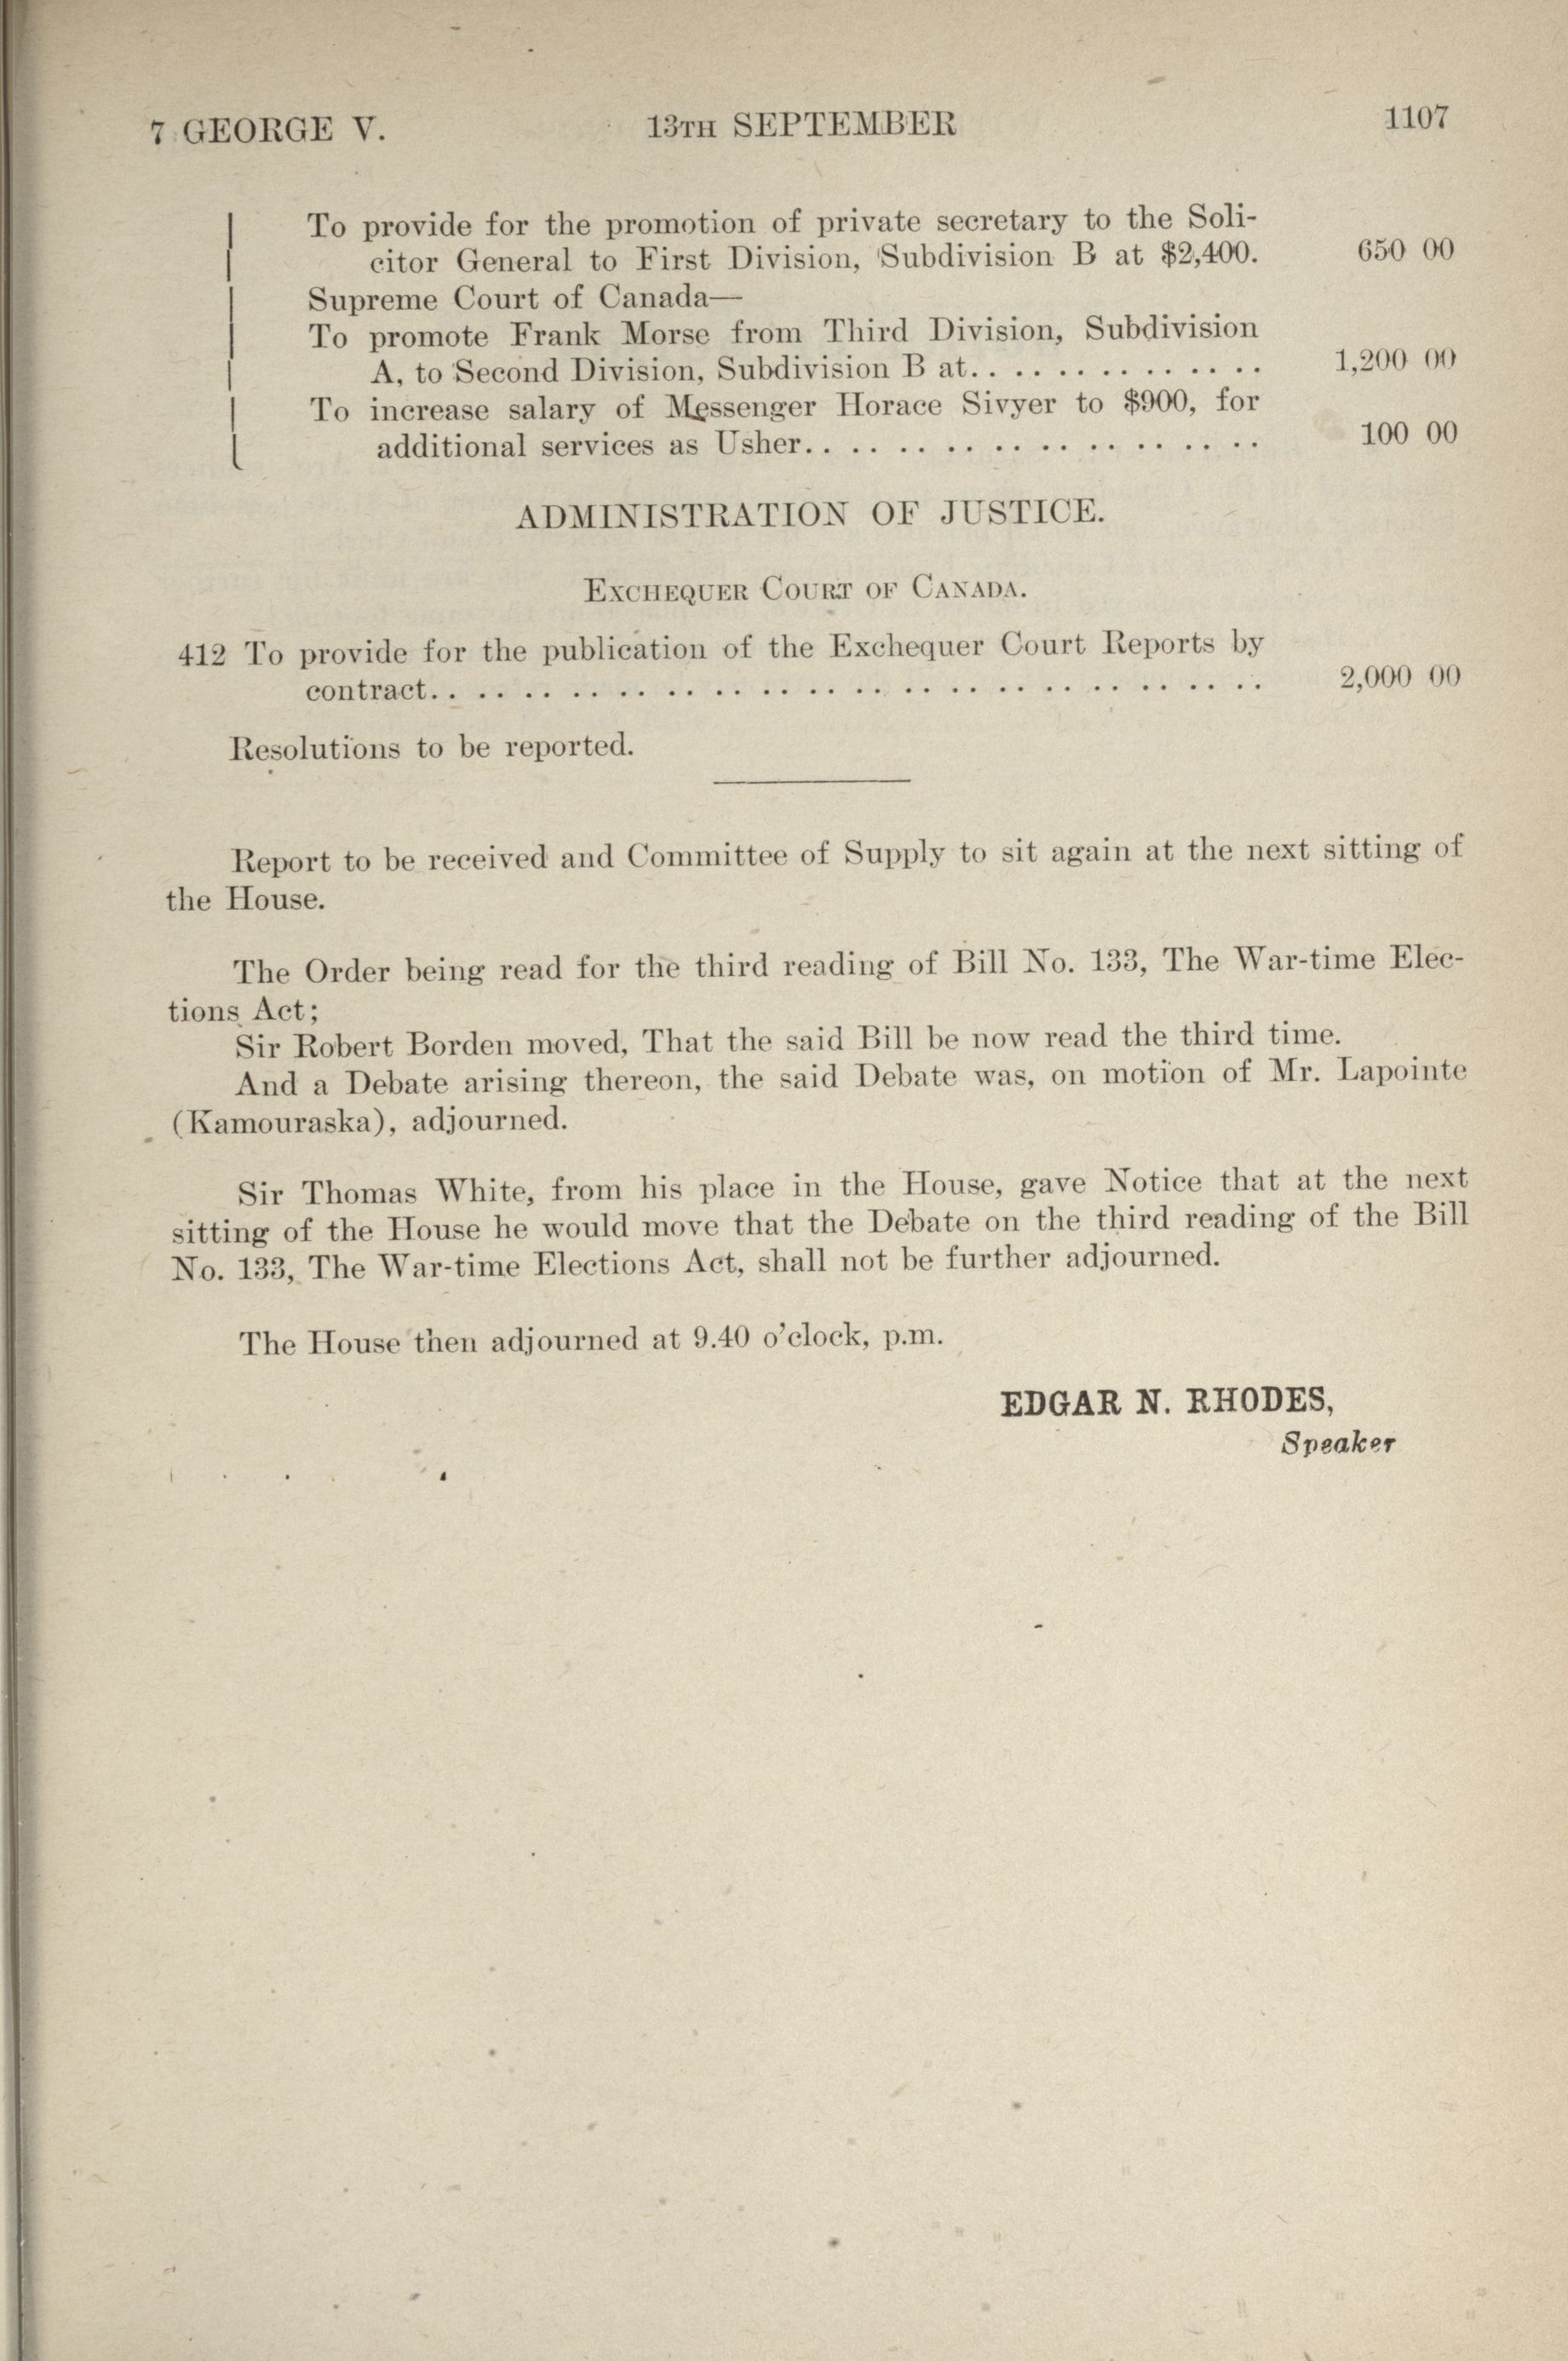 7 GEORGE V. 13TH SEPTEMBER 1107
To provide for the promotion of private secretary to the Soli-
citor General to First Division, Subdivision B at $2,400. 650 00
Supreme Court of Canada—
To promote Frank Morse from Third Division, Subdivision
A, to Second Division, Subdivision B at. . . . . . . . . . . . . 1,200 00
To increase salary of Messenger Horace Sivyer to $900, for
additional services as Usher. . . . . . . . . . . . . . . . . . . . 100 00
ADMINISTRATION OF JUSTICE.
EXCHEQUER COURT OF CANADA.
412 To provide for the publication of the Exchequer Court Reports by
contract. . . . . . . . . . . . . . . . . . . . . . . . . . . . . . . . . . . . 2,000 00
Resolutions to be reported.
Report to be received and Committee of Supply to sit again at the next sitting of
the House.
The Order being read for the third reading of Bill No. 133, The War-time Elec-
tions Act;
Sir Robert Borden moved, That the said Bill be now read the third time.
And a Debate arising thereon, the said Debate was, on motion of Mr. Lapointe
(Kamouraska), adjourned.
Sir Thomas White, from his place in the House, gave Notice that at the next
sitting of the House he would move that the Debate on the third reading of the Bill
No. 133, The War-time Elections Act, shall not be further adjourned.
The House then adjourned at 9.40 o'clock, p.m.
EDGAR N. RHODES,
Speaker